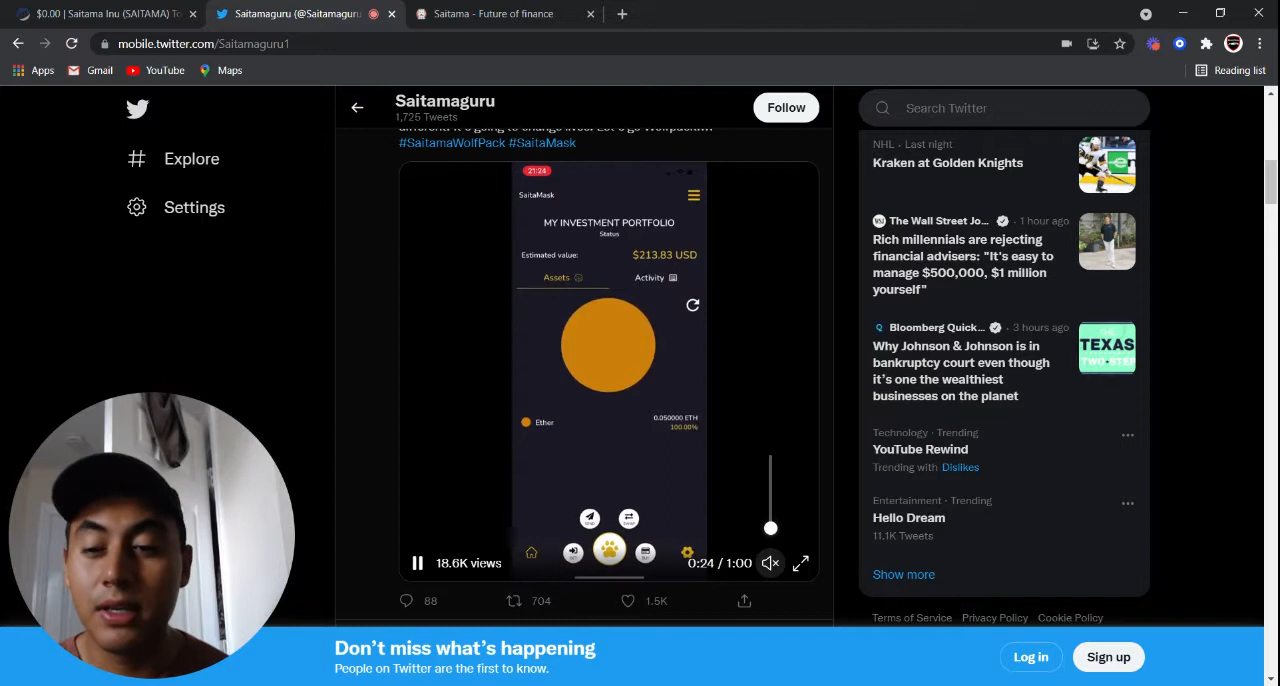 $0.00 | Saitama Inu (SAITAMA) To
Saitamaguru (@Saitamaguru
Saitama - Future of finance
mobile.twitter.com/Saitamaguru1
Apps
Gmail
YouTube
Maps
Reading list
Explore
Settings
Saitamaguru
1,725 Tweets
Follow
#SaitamaWolfPack #SaitaMask
21:24
SaitaMask
MY INVESTMENT PORTFOLIO
Status
Estimated value:
$213.83 USD
Assets
Activity
Ether
0.050000 ETH
100.00%
18.6K views
0:24 / 1:00
88
704
1.5K
Search Twitter
NHL · Last night
Kraken at Golden Knights
The Wall Street Jo... · 1 hour ago
Rich millennials are rejecting
financial advisers: "It's easy to
manage $500,000, $1 million
yourself"
Bloomberg Quick... · 3 hours ago
Why Johnson & Johnson is in
bankruptcy court even though
it's one the wealthiest
businesses on the planet
THE
TEXAS
TWO-STEP
Technology · Trending
YouTube Rewind
Trending with Dislikes
Entertainment · Trending
Hello Dream
11.1K Tweets
Show more
Terms of Service Privacy Policy Cookie Policy
Don't miss what's happening
People on Twitter are the first to know.
Log in
Sign up